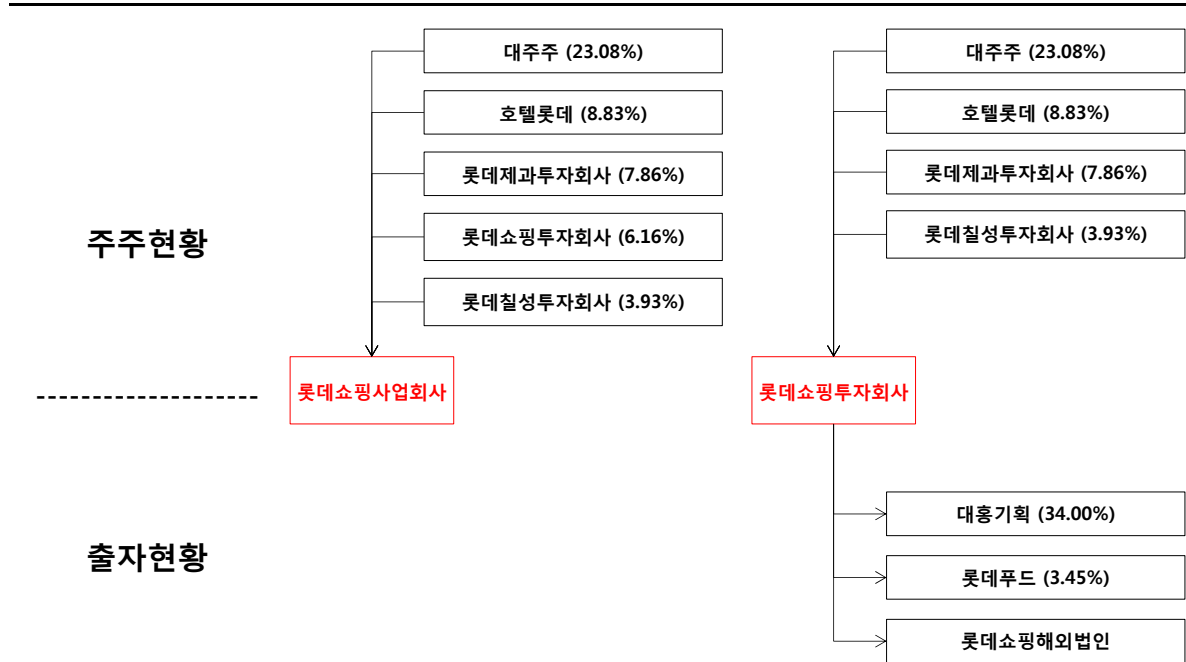 주주현황
대주주 (23.08%)
호텔롯데 (8.83%)
롯데제과투자회사 (7.86%)
롯데쇼핑투자회사 (6.16%)
롯데칠성투자회사 (3.93%)
롯데쇼핑사업회사
대주주 (23.08%)
호텔롯데 (8.83%)
롯데제과투자회사 (7.86%)
롯데칠성투자회사 (3.93%)
롯데쇼핑투자회사
출자현황
대홍기획 (34.00%)
롯데푸드 (3.45%)
롯데쇼핑해외법인